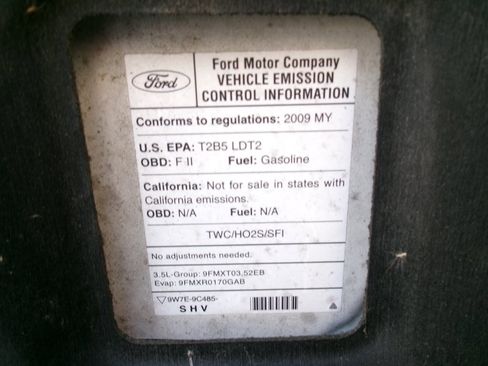 Ford
Ford Motor Company
VEHICLE EMISSION
CONTROL INFORMATION
Conforms to regulations: 2009 MY
U.S. EPA: T2B5 LDT2
OBD: F II Fuel: Gasoline
California: Not for sale in states with
California emissions.
OBD: N/A Fuel: N/A
TWC/HO2S/SFI
No adjustments needed.
3.5L-Group: 9FMXT03.52EB
Evap: 9FMXR0170GAB
9W7E-9C485-
S H V